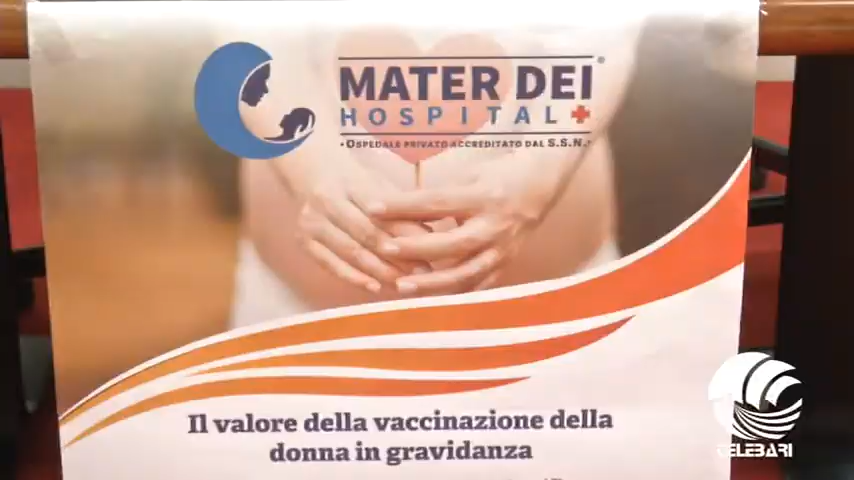 MATER DEI
HOSPITAL
• OSPEDALE PRIVATO ACCREDITATO DAL S.S.N. •
Il valore della vaccinazione della
donna in gravidanza
TELEBARI